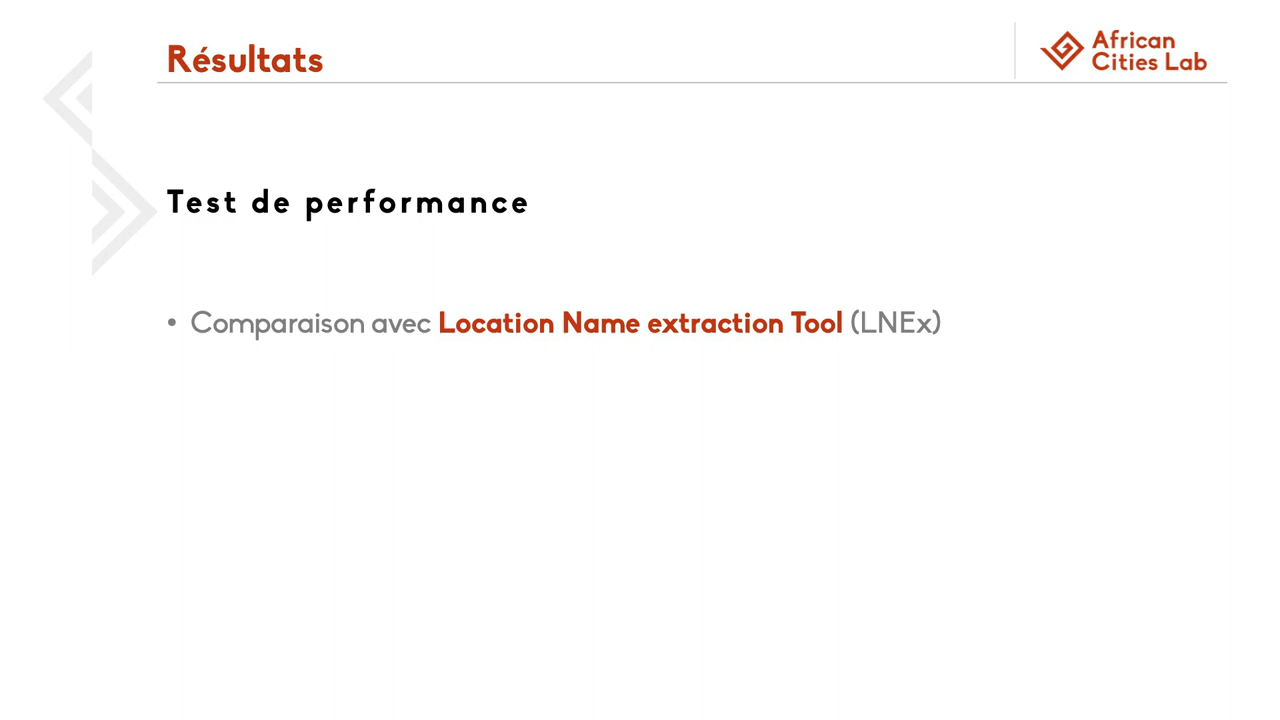 Résultats
African
Cities Lab
Test de performance
• Comparaison avec Location Name extraction Tool (LNEx)